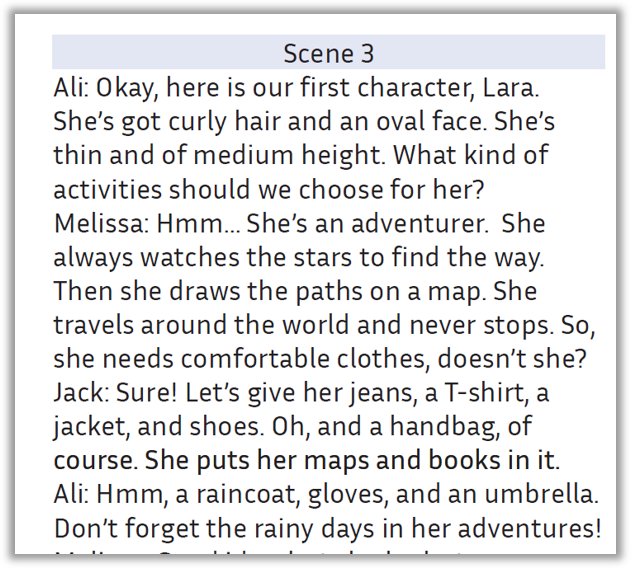 Scene 3
Ali: Okay, here is our first character, Lara.
She's got curly hair and an oval face. She's
thin and of medium height. What kind of
activities should we choose for her?
Melissa: Hmm... She's an adventurer.  She
always watches the stars to find the way.
Then she draws the paths on a map. She
travels around the world and never stops. So,
she needs comfortable clothes, doesn't she?
Jack: Sure! Let's give her jeans, a T-shirt, a
jacket, and shoes. Oh, and a handbag, of
course. She puts her maps and books in it.
Ali: Hmm, a raincoat, gloves, and an umbrella.
Don't forget the rainy days in her adventures!